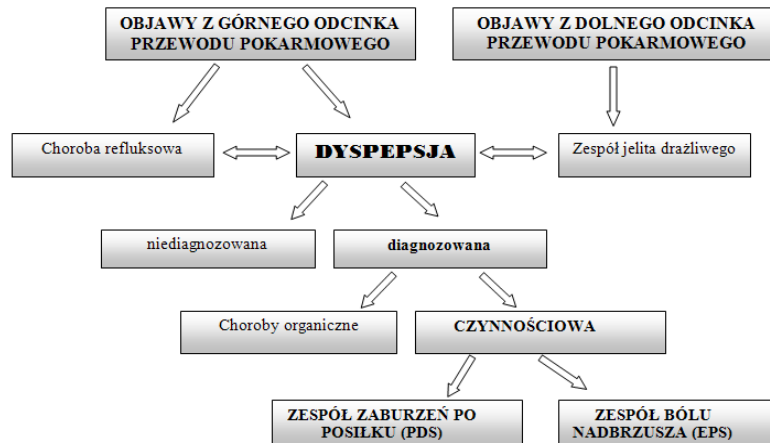 OBJAWY Z GÓRNEGO ODCINKA
PRZEWODU POKARMOWEGO
OBJAWY Z DOLNEGO ODCINKA
PRZEWODU POKARMOWEGO
Choroba refluksowa
DYSPEPSJA
Zespół jelita drażliwego
niediagnozowana
diagnozowana
Choroby organiczne
CZYNNOŚCIOWA
ZESPÓŁ ZABURZEŃ PO
POSIŁKU (PDS)
ZESPÓŁ BÓLU
NADBRZUSZA (EPS)